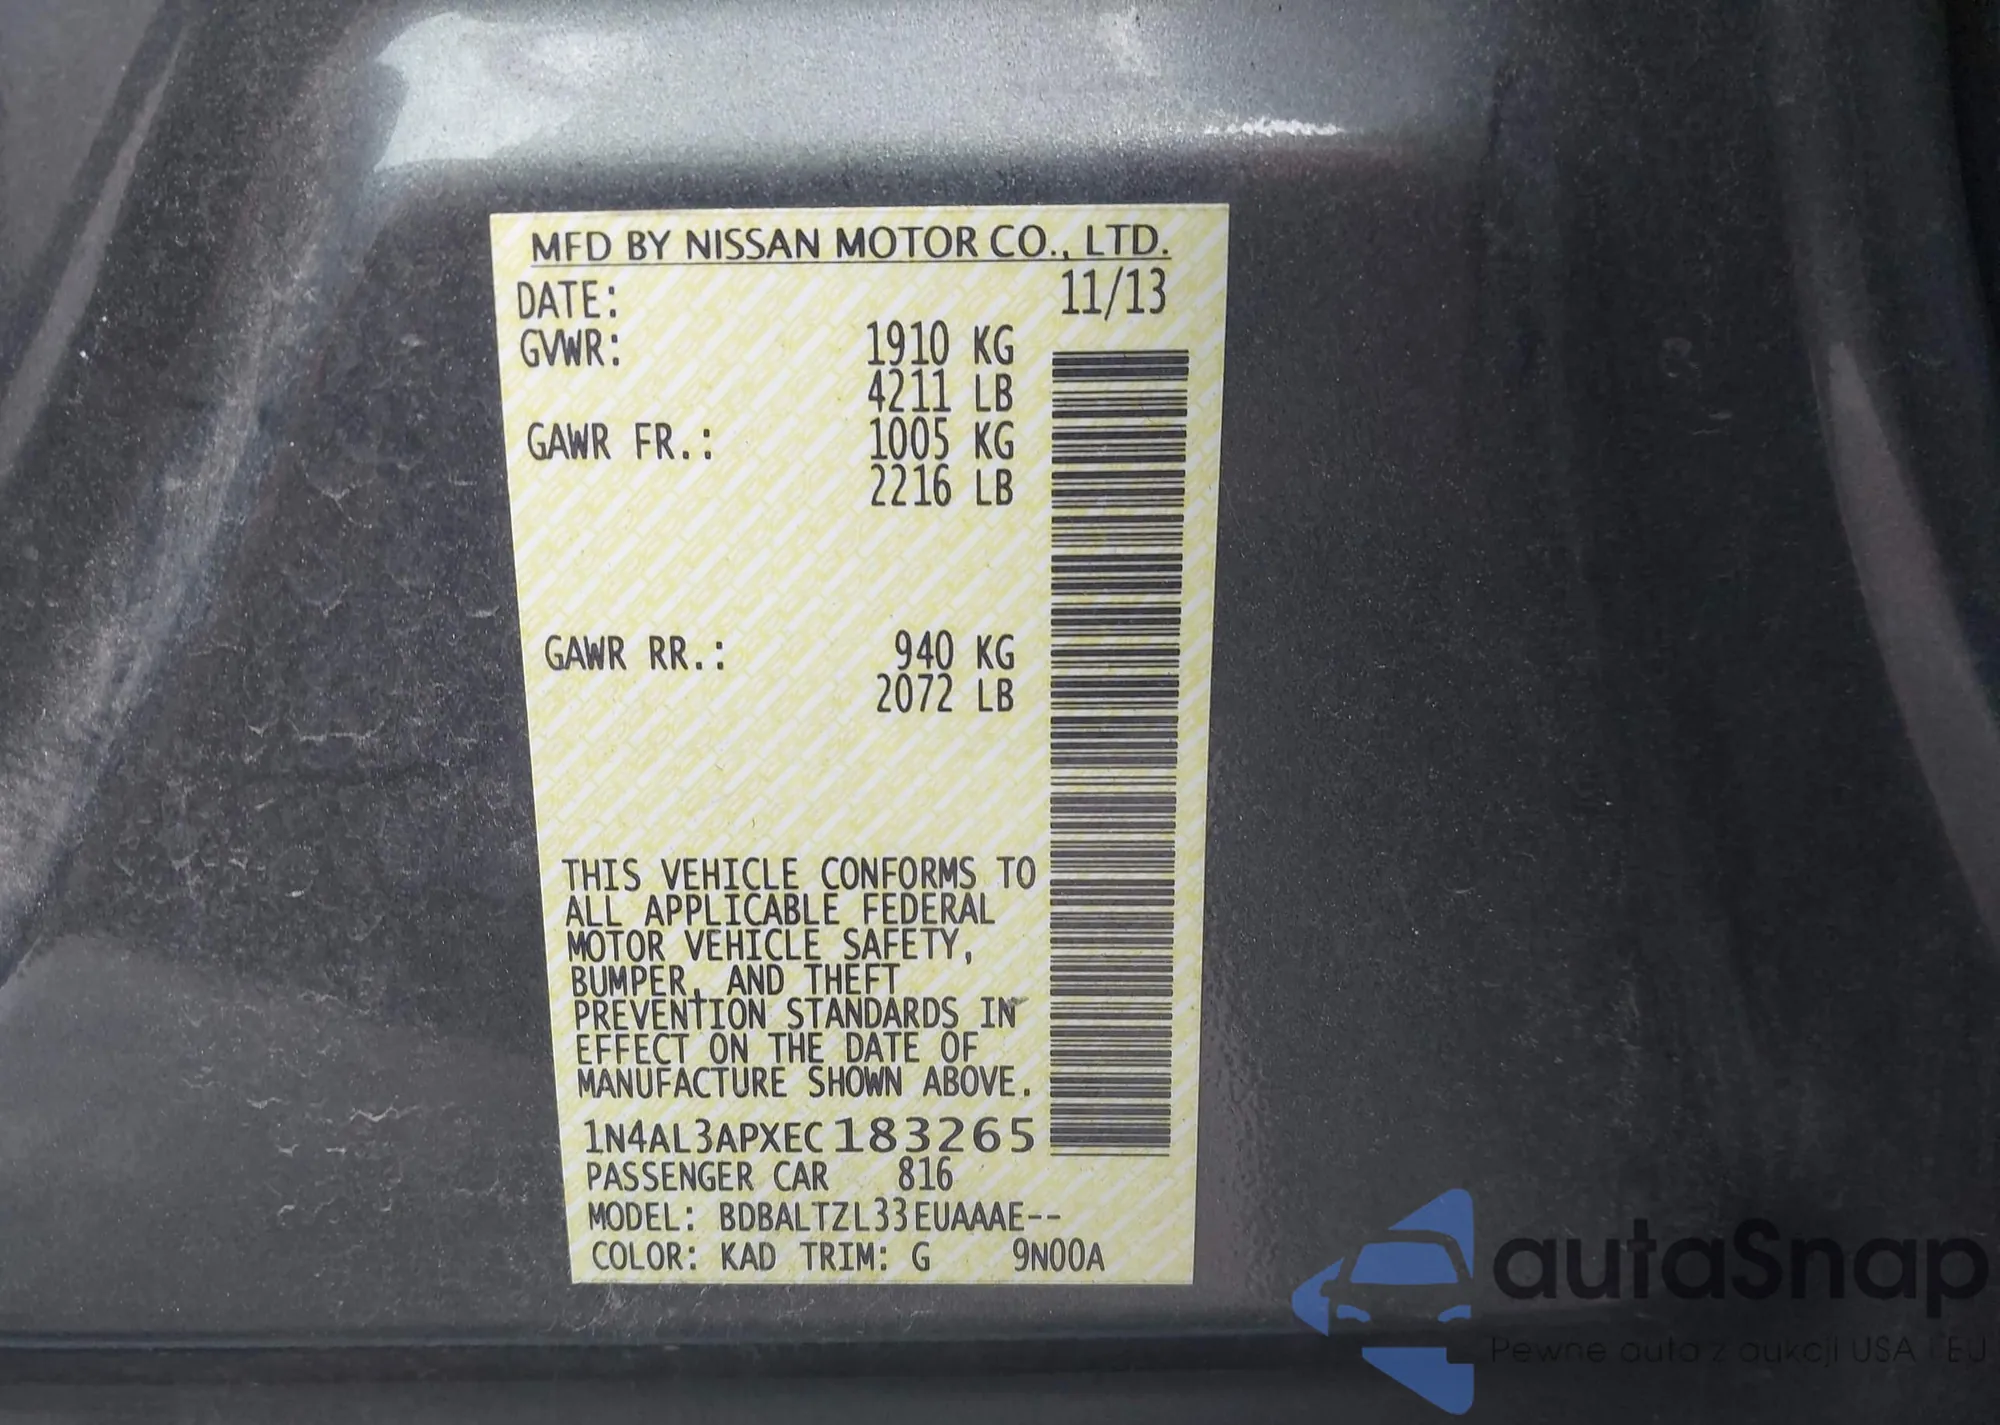 MFD BY NISSAN MOTOR CO., LTD.
DATE: 11/13
GVWR: 1910 KG
4211 LB
GAWR FR.: 1005 KG
2216 LB
GAWR RR.: 940 KG
2072 LB
THIS VEHICLE CONFORMS TO
ALL APPLICABLE FEDERAL
MOTOR VEHICLE SAFETY,
BUMPER, AND THEFT
PREVENTION STANDARDS IN
EFFECT ON THE DATE OF
MANUFACTURE SHOWN ABOVE.
1N4AL3APXEC183265
PASSENGER CAR 816
MODEL: BDBALTZL33EUAAAE--
COLOR: KAD TRIM: G 9N00A
autaSnap
Pewne auta z aukcji USA i EU